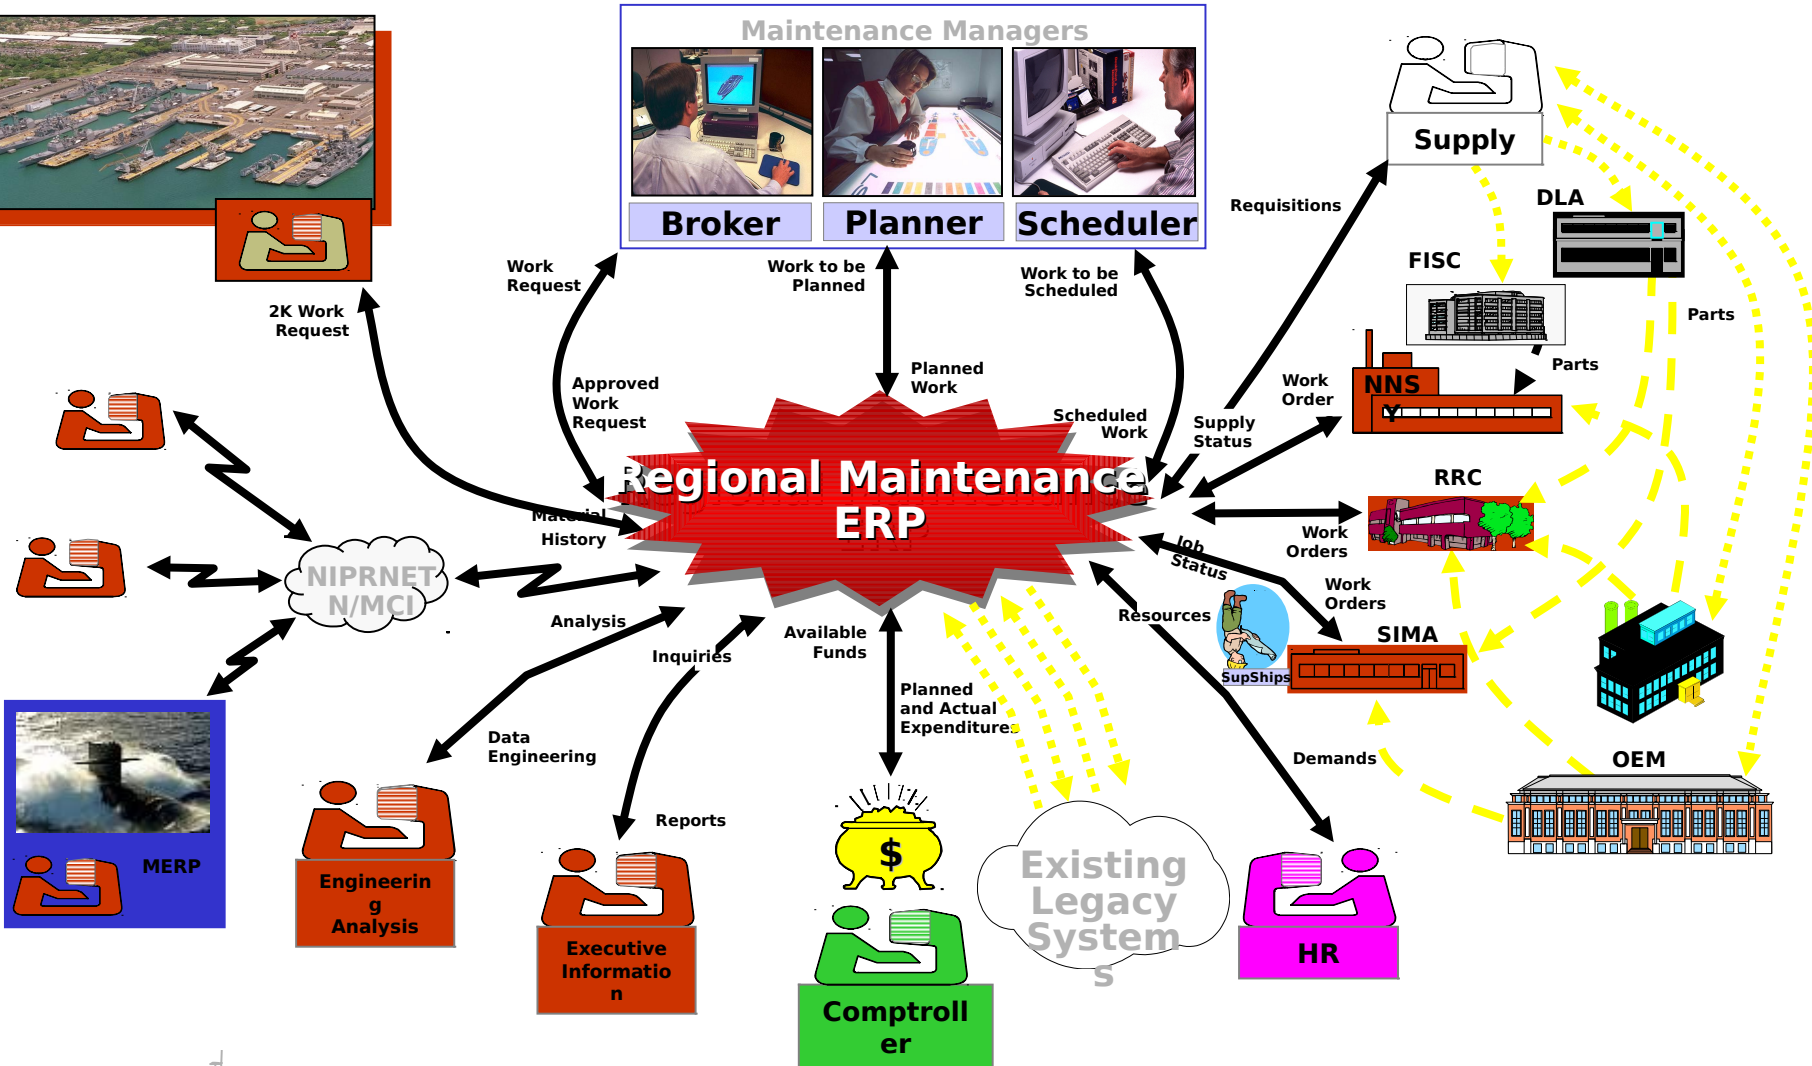 Maintenance Managers
Broker
Planner
Scheduler
Supply
Requisitions
DLA
FISC
Parts
Parts
Work
Request
Work to be
Planned
Work to be
Scheduled
2K Work
Request
Approved
Work
Request
Planned
Work
Scheduled
Work
Supply
Status
Work
Order
NNS
Y
Regional Maintenance
ERP
RRC
Material
History
Work
Orders
Job
Status
Work
Orders
NIPRNET
N/MCI
Analysis
Inquiries
Available
Funds
Resources
SIMA
SupShips
Planned
and Actual
Expenditures
Data
Engineering
Demands
OEM
Reports
MERP
$
Existing
Legacy
System
s
Engineerin
g
Analysis
Executive
Informatio
n
HR
Comptroll
er